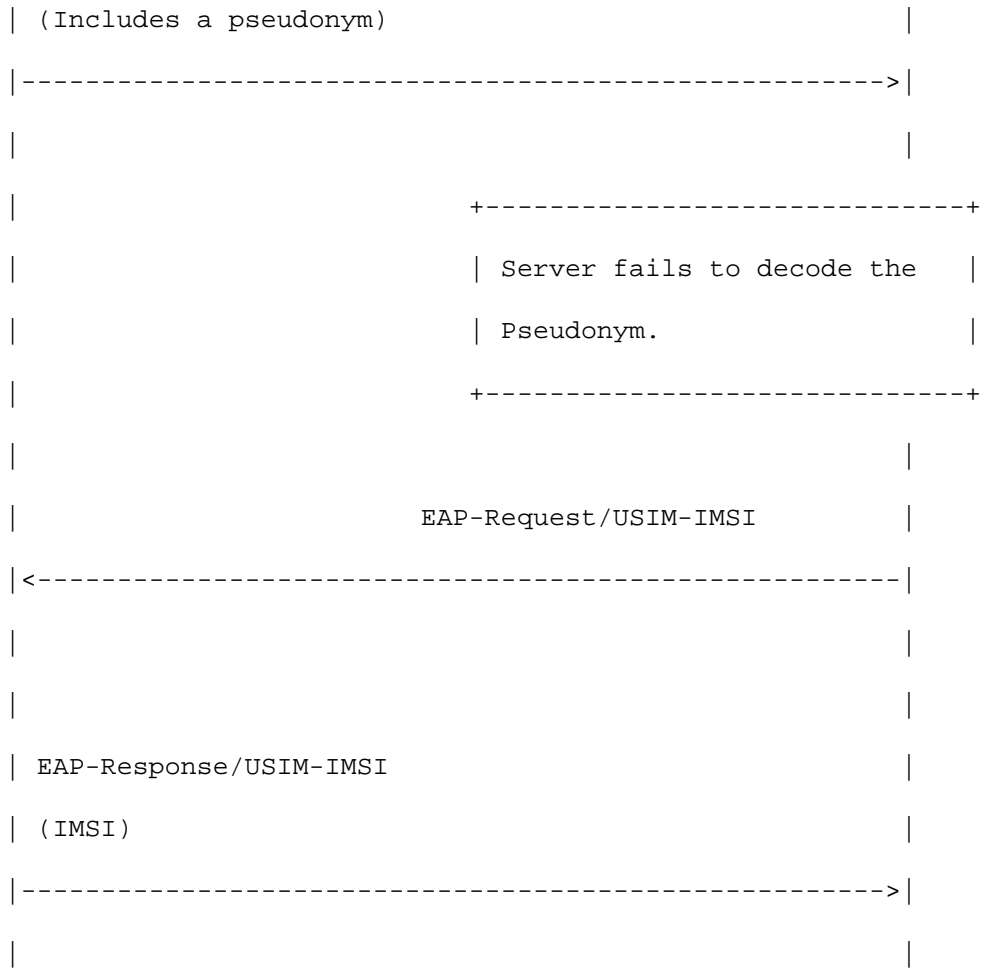 | (Includes a pseudonym) |
|------------------------------------------------------>|
| |
| +------------------------------+
| | Server fails to decode the |
| | Pseudonym. |
| +------------------------------+
| |
| EAP-Request/USIM-IMSI |
|<------------------------------------------------------|
| |
| |
| EAP-Response/USIM-IMSI |
| (IMSI) |
|------------------------------------------------------>|
| |